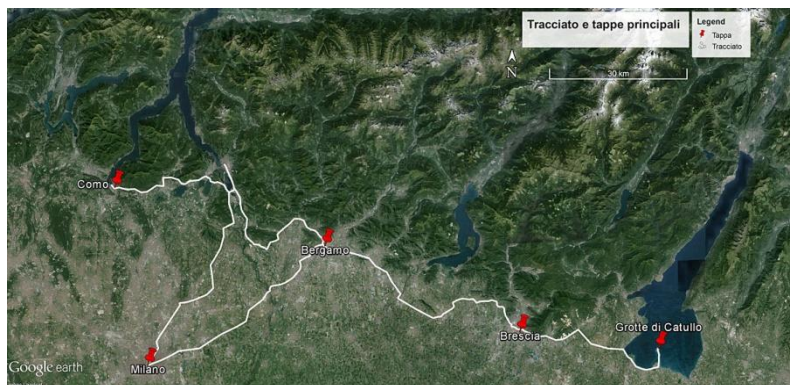 Tracciato e tappe principali
Legend
Tappa
Tracciato
N
30 km
Como
Bergamo
Grotte di Catullo
Brescia
Milano
Google earth